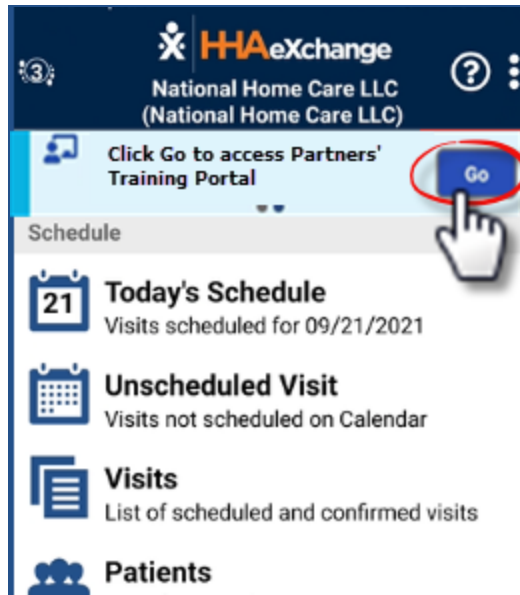 3
HHAeXchange
?
National Home Care LLC
(National Home Care LLC)
Click Go to access Partners'
Training Portal
Go
Schedule
21
Today's Schedule
Visits scheduled for 09/21/2021
Unscheduled Visit
Visits not scheduled on Calendar
Visits
List of scheduled and confirmed visits
Patients